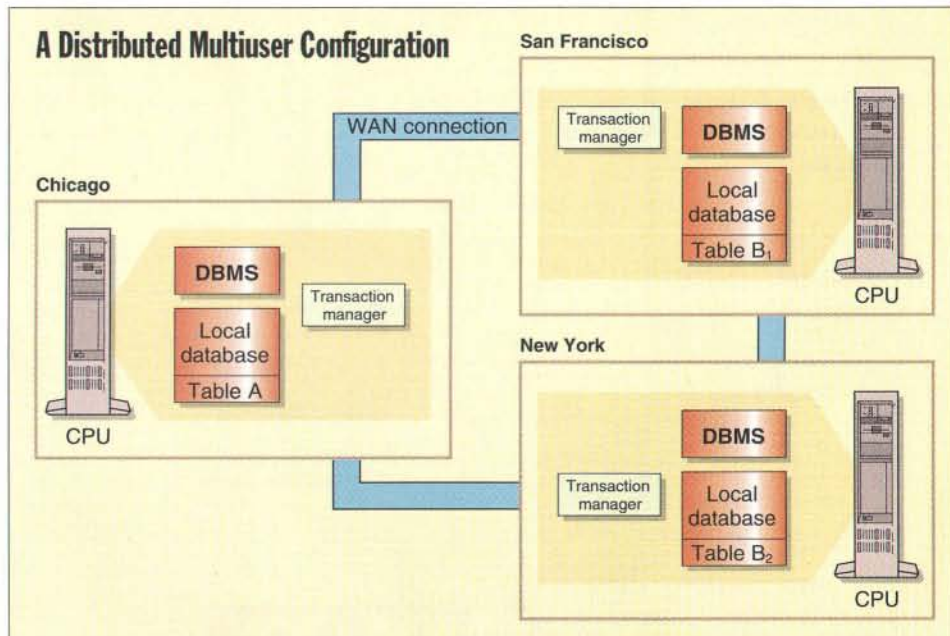 A Distributed Multiuser Configuration
San Francisco
WAN connection
Transaction
manager
DBMS
Local
database
Table B₁
CPU
Chicago
DBMS
Transaction
manager
Local
database
Table A
CPU
New York
Transaction
manager
DBMS
Local
database
Table B₂
CPU